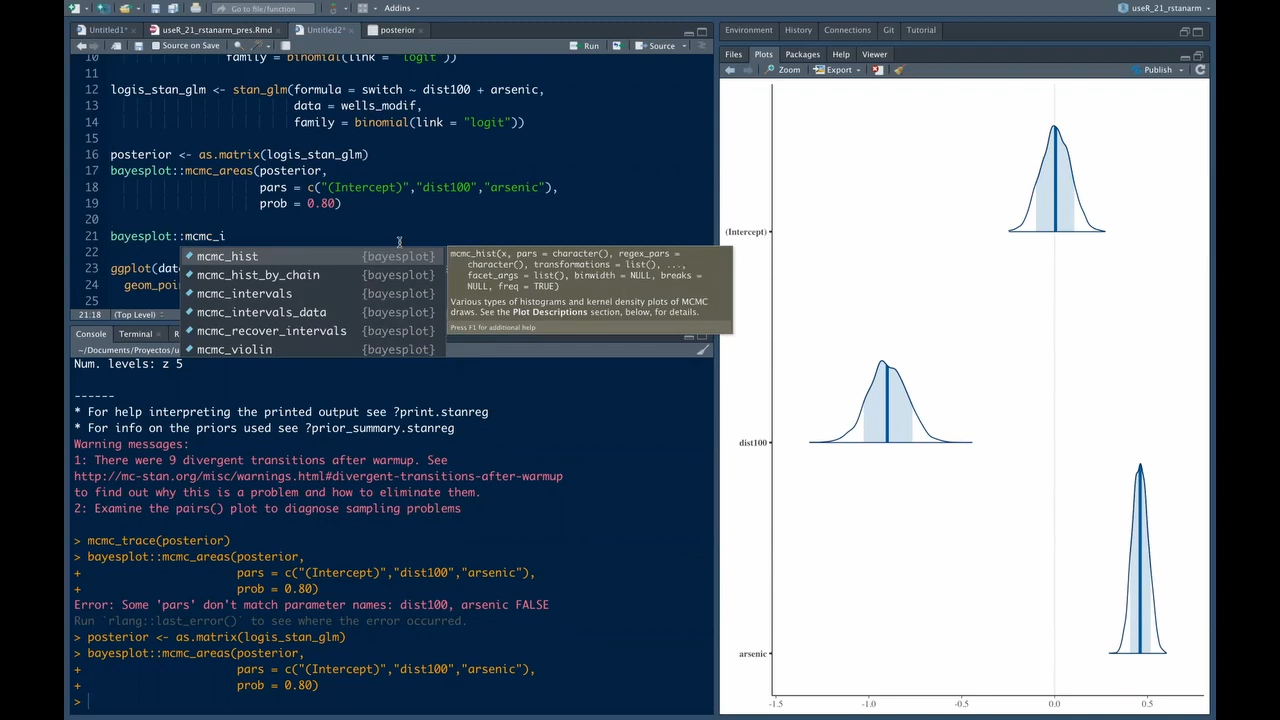 Go to file/function
Addins
useR_21_rstanarm
Untitled1*
useR_21_rstanarm_pres.Rmd
Untitled2*
posterior
Source on Save
Run
Source
10 family = binomial(link = "logit"))
11
12 logis_stan_glm <- stan_glm(formula = switch ~ dist100 + arsenic,
13 data = wells_modif,
14 family = binomial(link = "logit"))
15
16 posterior <- as.matrix(logis_stan_glm)
17 bayesplot::mcmc_areas(posterior,
18 pars = c("(Intercept)","dist100","arsenic"),
19 prob = 0.80)
20
21 bayesplot::mcmc_i
22
23 ggplot(dat
24 geom_poi
25
mcmc_hist {bayesplot}
mcmc_hist_by_chain {bayesplot}
mcmc_intervals {bayesplot}
mcmc_intervals_data {bayesplot}
mcmc_recover_intervals {bayesplot}
mcmc_violin {bayesplot}
mcmc_hist(x, pars = character(), regex_pars =
character(), transformations = list(), ...,
facet_args = list(), binwidth = NULL, breaks =
NULL, freq = TRUE)
Various types of histograms and kernel density plots of MCMC
draws. See the Plot Descriptions section, below, for details.
Press F1 for additional help
21:18 (Top Level)
Console
Terminal
R
~/Documents/Proyectos/u
Num. levels: z 5
------
* For help interpreting the printed output see ?print.stanreg
* For info on the priors used see ?prior_summary.stanreg
Warning messages:
1: There were 9 divergent transitions after warmup. See
http://mc-stan.org/misc/warnings.html#divergent-transitions-after-warmup
to find out why this is a problem and how to eliminate them.
2: Examine the pairs() plot to diagnose sampling problems
> mcmc_trace(posterior)
> bayesplot::mcmc_areas(posterior,
+ pars = c("(Intercept)","dist100","arsenic"),
+ prob = 0.80)
Error: Some 'pars' don't match parameter names: dist100, arsenic FALSE
Run `rlang::last_error()` to see where the error occurred.
> posterior <- as.matrix(logis_stan_glm)
> bayesplot::mcmc_areas(posterior,
+ pars = c("(Intercept)","dist100","arsenic"),
+ prob = 0.80)
>
Environment
History
Connections
Git
Tutorial
Files
Plots
Packages
Help
Viewer
Zoom
Export
Publish
(Intercept)
dist100
arsenic
-1.5 -1.0 -0.5 0.0 0.5